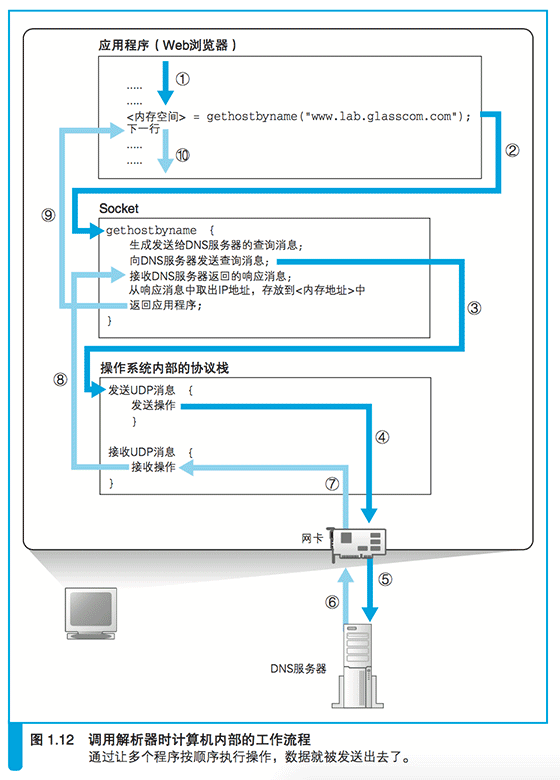 应用程序（Web浏览器）
①
.....
.....
<内存空间> = gethostbyname("www.lab.glasscom.com");
下一行
②
.....
⑩
.....
⑨
Socket
gethostbyname {
生成发送给DNS服务器的查询消息;
向DNS服务器发送查询消息;
接收DNS服务器返回的响应消息;
从响应消息中取出IP地址，存放到<内存地址>中
返回应用程序;
}
③
⑧
操作系统内部的协议栈
发送UDP消息 {
发送操作
}
④
接收UDP消息 {
接收操作
}
⑦
网卡
⑤
⑥
DNS服务器
图 1.12 调用解析器时计算机内部的工作流程
通过让多个程序按顺序执行操作，数据就被发送出去了。